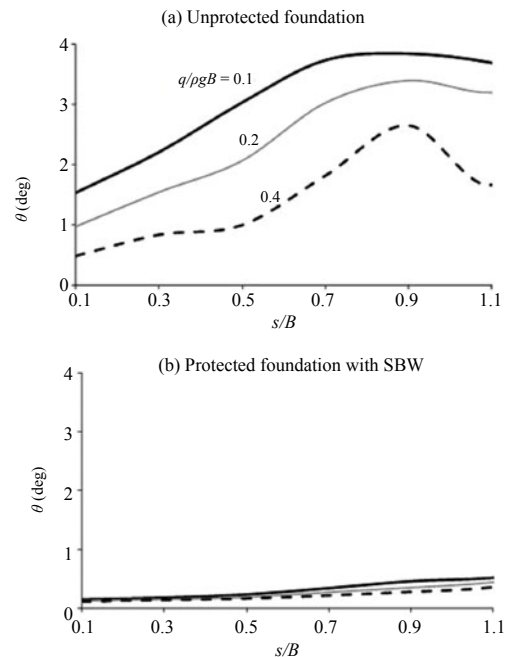 (a) Unprotected foundation
4
q/ρgB = 0.1
3
0.2
2
θ (deg)
1
0.4
0
0.1 0.3 0.5 0.7 0.9 1.1
s/B
(b) Protected foundation with SBW
4
3
2
θ (deg)
1
0
0.1 0.3 0.5 0.7 0.9 1.1
s/B